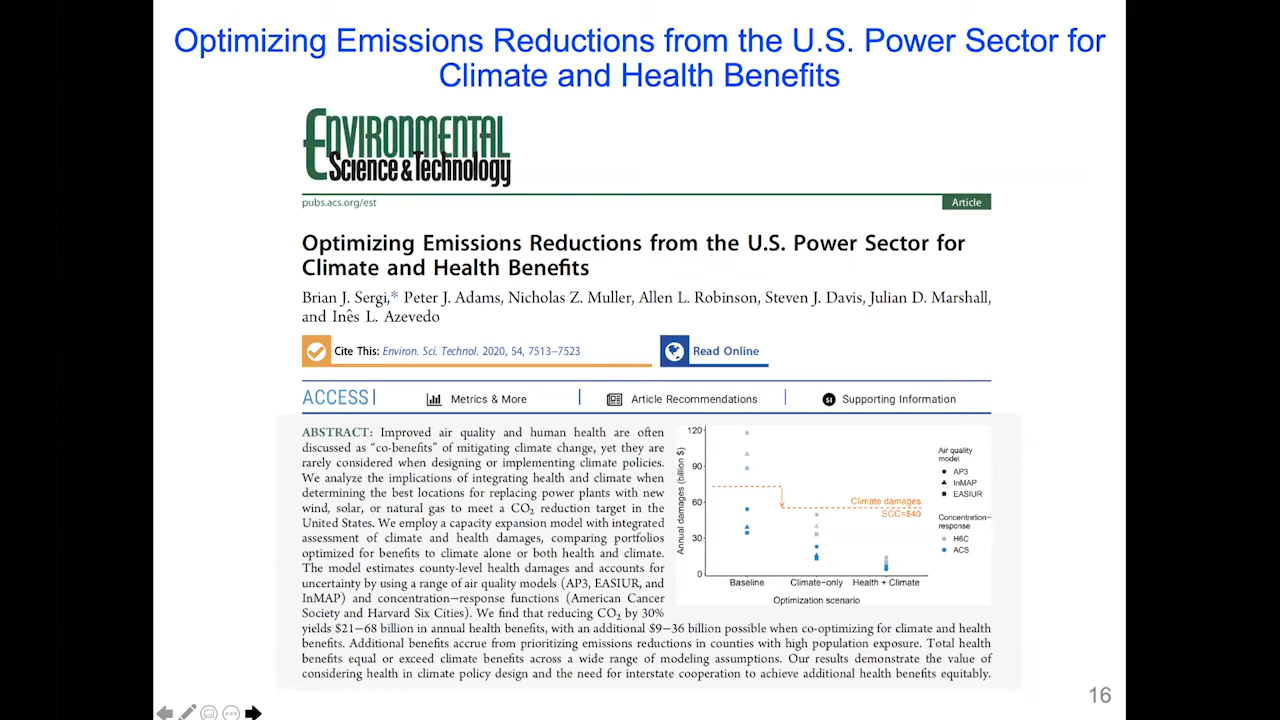 Optimizing Emissions Reductions from the U.S. Power Sector for
Climate and Health Benefits
ENVIRONMENTAL
Science & Technology
pubs.acs.org/est
Article
Optimizing Emissions Reductions from the U.S. Power Sector for
Climate and Health Benefits
Brian J. Sergi,* Peter J. Adams, Nicholas Z. Muller, Allen L. Robinson, Steven J. Davis, Julian D. Marshall,
and Inês L. Azevedo
Cite This: Environ. Sci. Technol. 2020, 54, 7513–7523
Read Online
ACCESS
Metrics & More
Article Recommendations
SI Supporting Information
ABSTRACT: Improved air quality and human health are often
discussed as “co-benefits” of mitigating climate change, yet they are
rarely considered when designing or implementing climate policies.
We analyze the implications of integrating health and climate when
determining the best locations for replacing power plants with new
wind, solar, or natural gas to meet a CO₂ reduction target in the
United States. We employ a capacity expansion model with integrated
assessment of climate and health damages, comparing portfolios
optimized for benefits to climate alone or both health and climate.
The model estimates county-level health damages and accounts for
uncertainty by using a range of air quality models (AP3, EASIUR, and
InMAP) and concentration−response functions (American Cancer
Society and Harvard Six Cities). We find that reducing CO₂ by 30%
yields $21−68 billion in annual health benefits, with an additional $9−36 billion possible when co-optimizing for climate and health
benefits. Additional benefits accrue from prioritizing emissions reductions in counties with high population exposure. Total health
benefits equal or exceed climate benefits across a wide range of modeling assumptions. Our results demonstrate the value of
considering health in climate policy design and the need for interstate cooperation to achieve additional health benefits equitably.
Annual damages (billion $)
120
90
60
30
0
Climate damages
SCC=$40
Baseline
Climate−only
Health + Climate
Optimization scenario
Air quality
model
AP3
InMAP
EASIUR
Concentration−
response
H6C
ACS
16